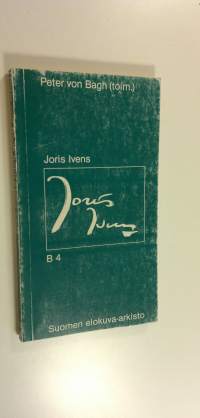 Peter von Bagh (toim.)
Joris Ivens
Joris
Ivens
B 4
Suomen elokuva-arkisto